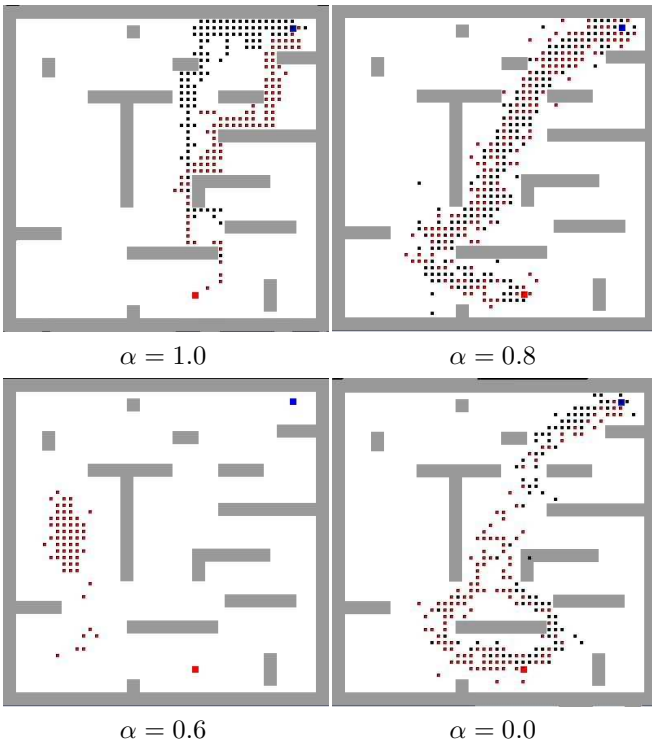 α = 1.0 α = 0.8
α = 0.6 α = 0.0